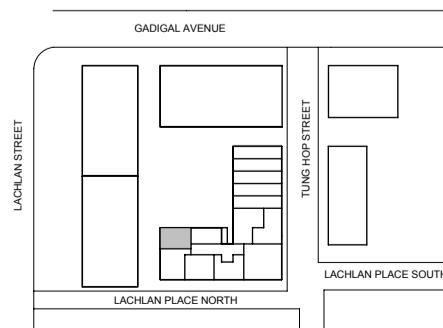 GADIGAL AVENUE
LACHLAN STREET
TUNG HOP STREET
LACHLAN PLACE SOUTH
LACHLAN PLACE NORTH